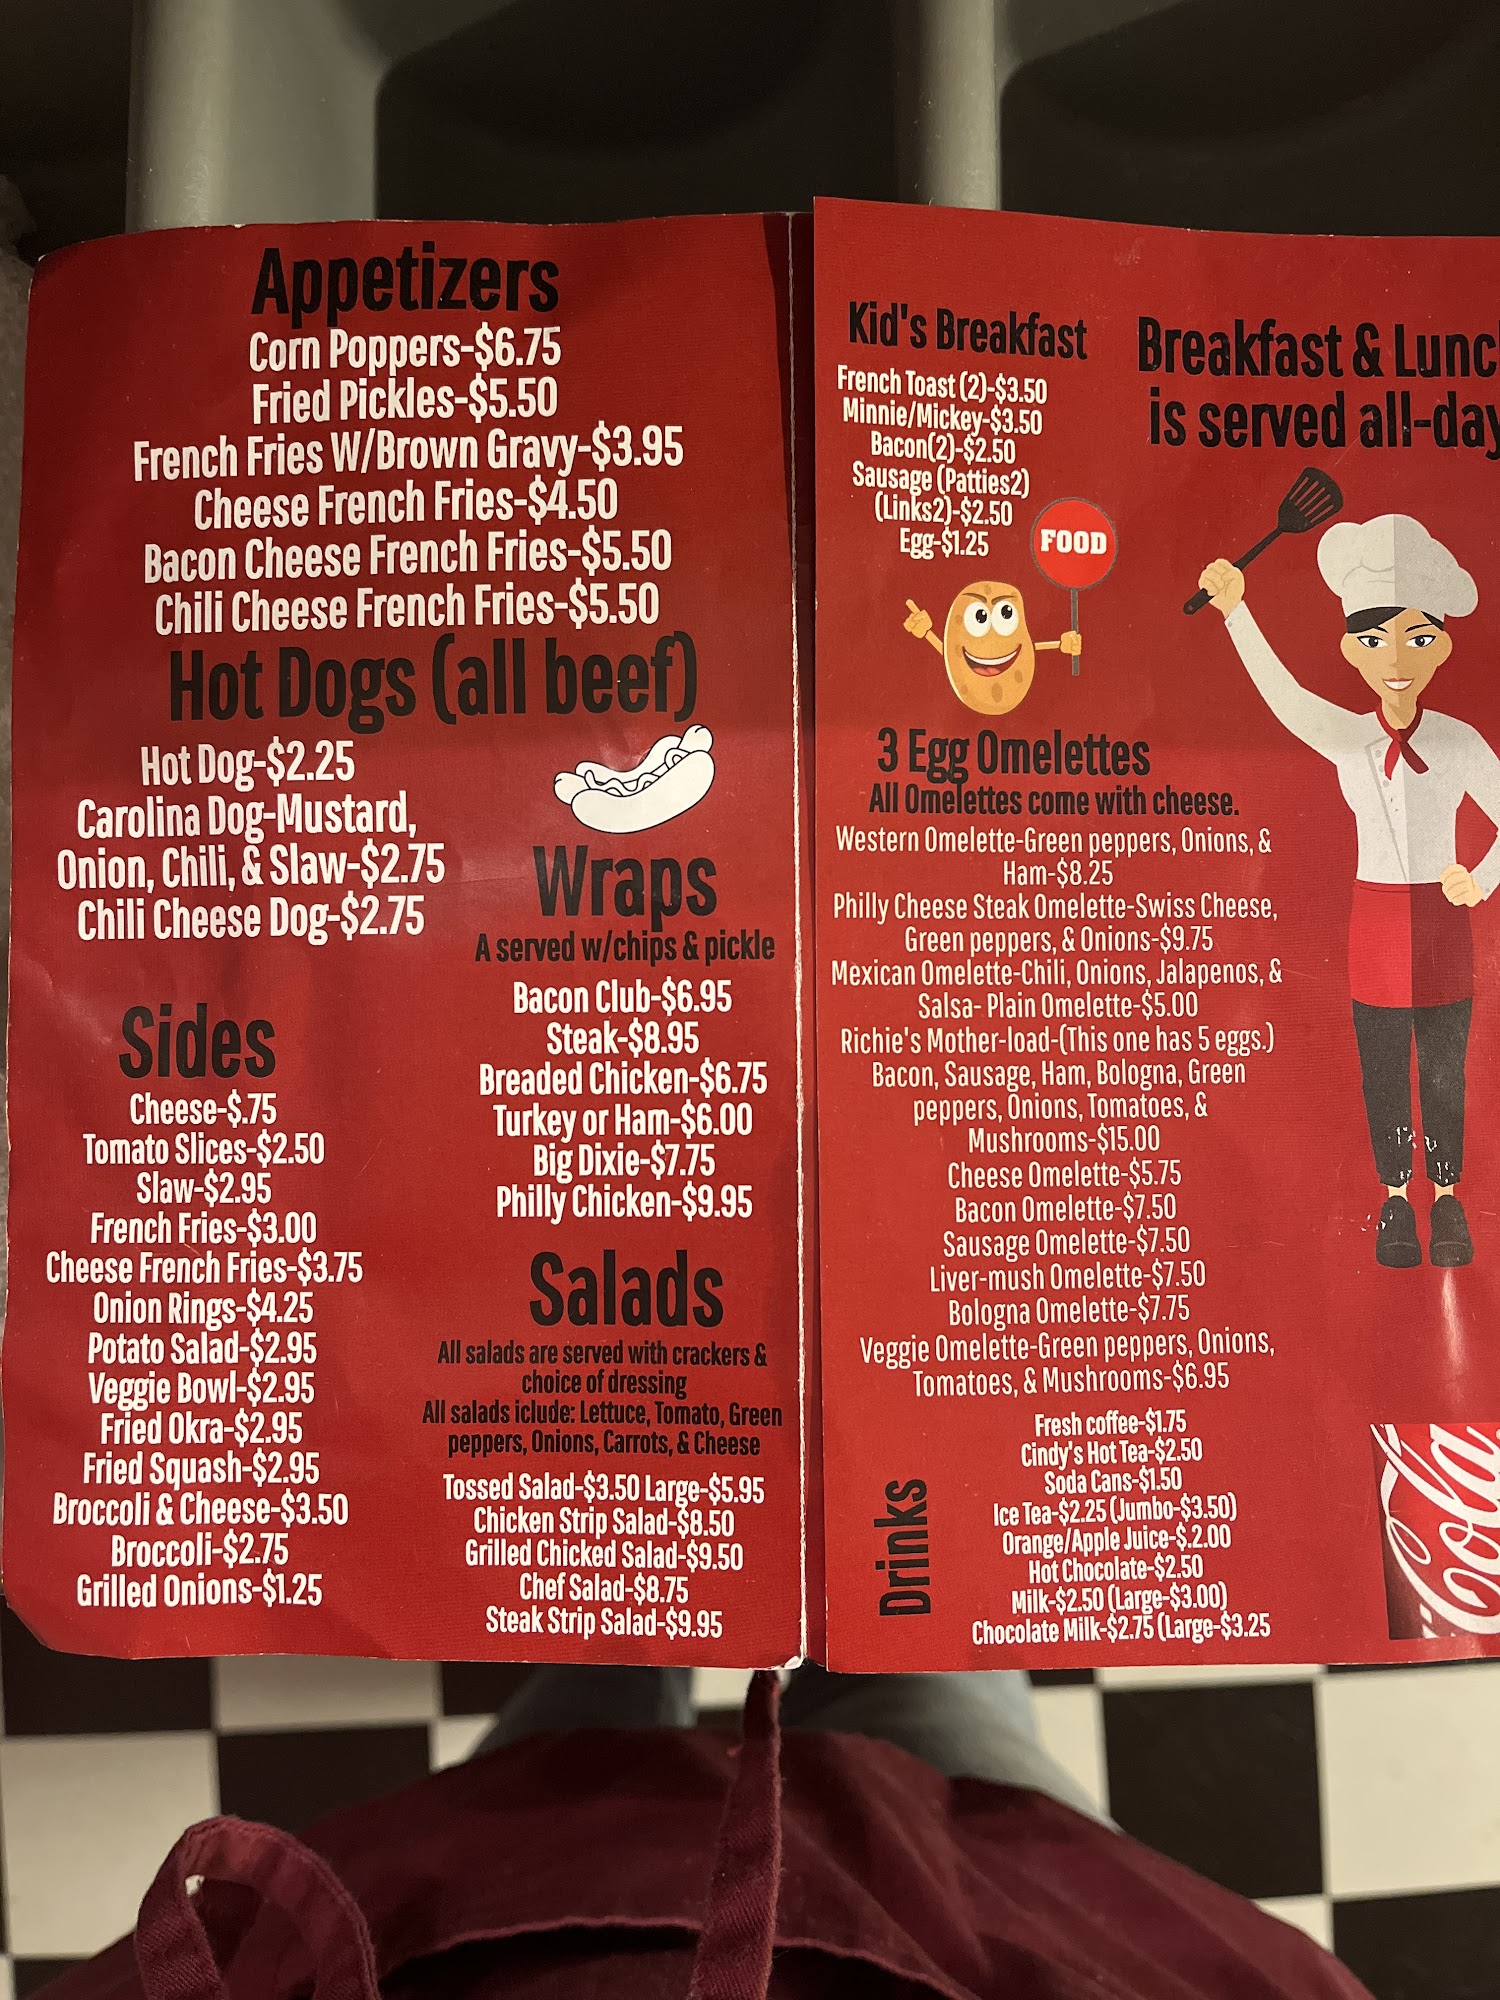 Appetizers
Corn Poppers-$6.75
Fried Pickles-$5.50
French Fries W/Brown Gravy-$3.95
Cheese French Fries-$4.50
Bacon Cheese French Fries-$5.50
Chili Cheese French Fries-$5.50
Hot Dogs (all beef)
Hot Dog-$2.25
Carolina Dog-Mustard,
Onion, Chili, & Slaw-$2.75
Chili Cheese Dog-$2.75
Sides
Cheese-$.75
Tomato Slices-$2.50
Slaw-$2.95
French Fries-$3.00
Cheese French Fries-$3.75
Onion Rings-$4.25
Potato Salad-$2.95
Veggie Bowl-$2.95
Fried Okra-$2.95
Fried Squash-$2.95
Broccoli & Cheese-$3.50
Broccoli-$2.75
Grilled Onions-$1.25
Wraps
A served w/chips & pickle
Bacon Club-$6.95
Steak-$8.95
Breaded Chicken-$6.75
Turkey or Ham-$6.00
Big Dixie-$7.75
Philly Chicken-$9.95
Salads
All salads are served with crackers &
choice of dressing
All salads iclude: Lettuce, Tomato, Green
peppers, Onions, Carrots, & Cheese
Tossed Salad-$3.50 Large-$5.95
Chicken Strip Salad-$8.50
Grilled Chicked Salad-$9.50
Chef Salad-$8.75
Steak Strip Salad-$9.95
Kid's Breakfast
French Toast (2)-$3.50
Minnie/Mickey-$3.50
Bacon(2)-$2.50
Sausage (Patties2)
(Links2)-$2.50
Egg-$1.25
FOOD
Breakfast & Lunc
is served all-day
3 Egg Omelettes
All Omelettes come with cheese.
Western Omelette-Green peppers, Onions, &
Ham-$8.25
Philly Cheese Steak Omelette-Swiss Cheese,
Green peppers, & Onions-$9.75
Mexican Omelette-Chili, Onions, Jalapenos, &
Salsa- Plain Omelette-$5.00
Richie's Mother-load-(This one has 5 eggs.)
Bacon, Sausage, Ham, Bologna, Green
peppers, Onions, Tomatoes, &
Mushrooms-$15.00
Cheese Omelette-$5.75
Bacon Omelette-$7.50
Sausage Omelette-$7.50
Liver-mush Omelette-$7.50
Bologna Omelette-$7.75
Veggie Omelette-Green peppers, Onions,
Tomatoes, & Mushrooms-$6.95
Drinks
Fresh coffee-$1.75
Cindy's Hot Tea-$2.50
Soda Cans-$1.50
Ice Tea-$2.25 (Jumbo-$3.50)
Orange/Apple Juice-$.2.00
Hot Chocolate-$2.50
Milk-$2.50 (Large-$3.00)
Chocolate Milk-$2.75 (Large-$3.25
Cola